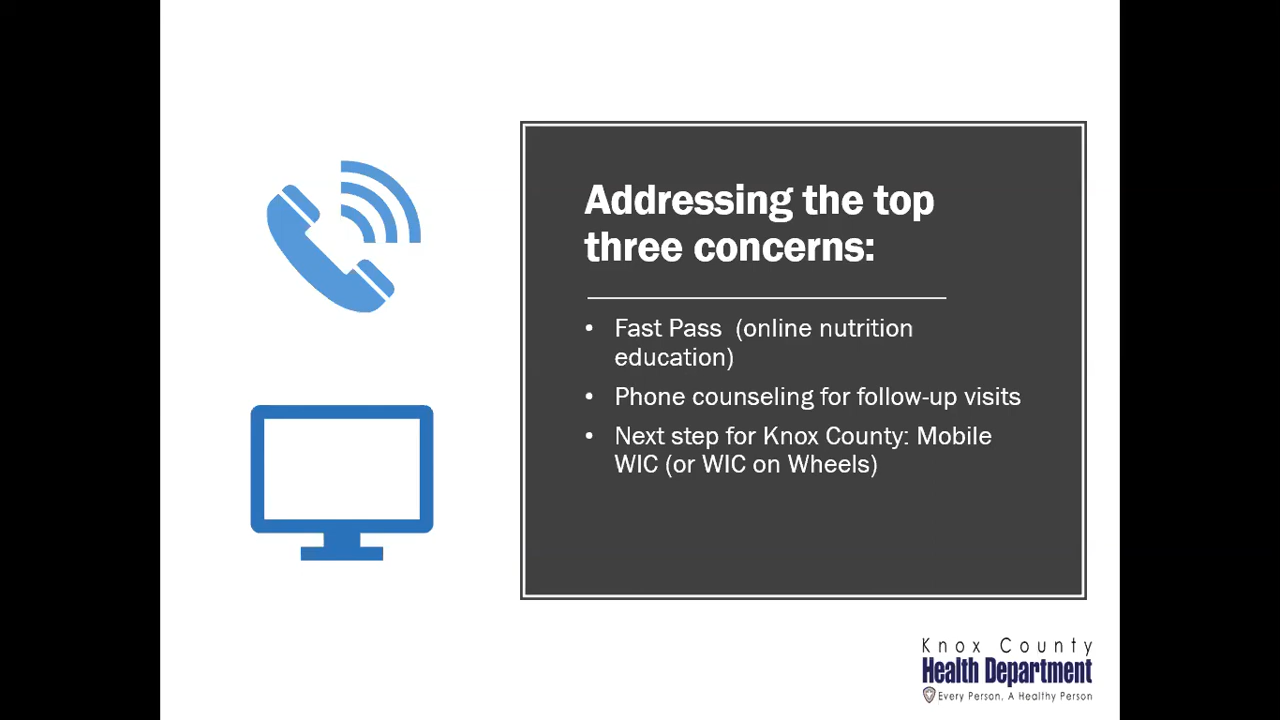 Addressing the top
three concerns:
• Fast Pass  (online nutrition
education)
• Phone counseling for follow-up visits
• Next step for Knox County: Mobile
WIC (or WIC on Wheels)
Knox County
Health Department
Every Person, A Healthy Person